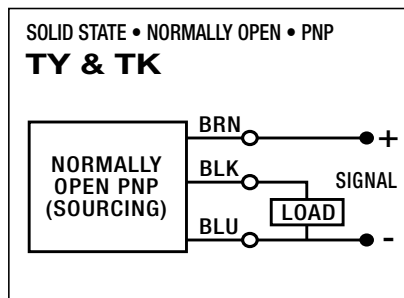 SOLID STATE • NORMALLY OPEN • PNP
TY & TK
BRN
+
NORMALLY
OPEN PNP
(SOURCING)
BLK
SIGNAL
LOAD
BLU
-